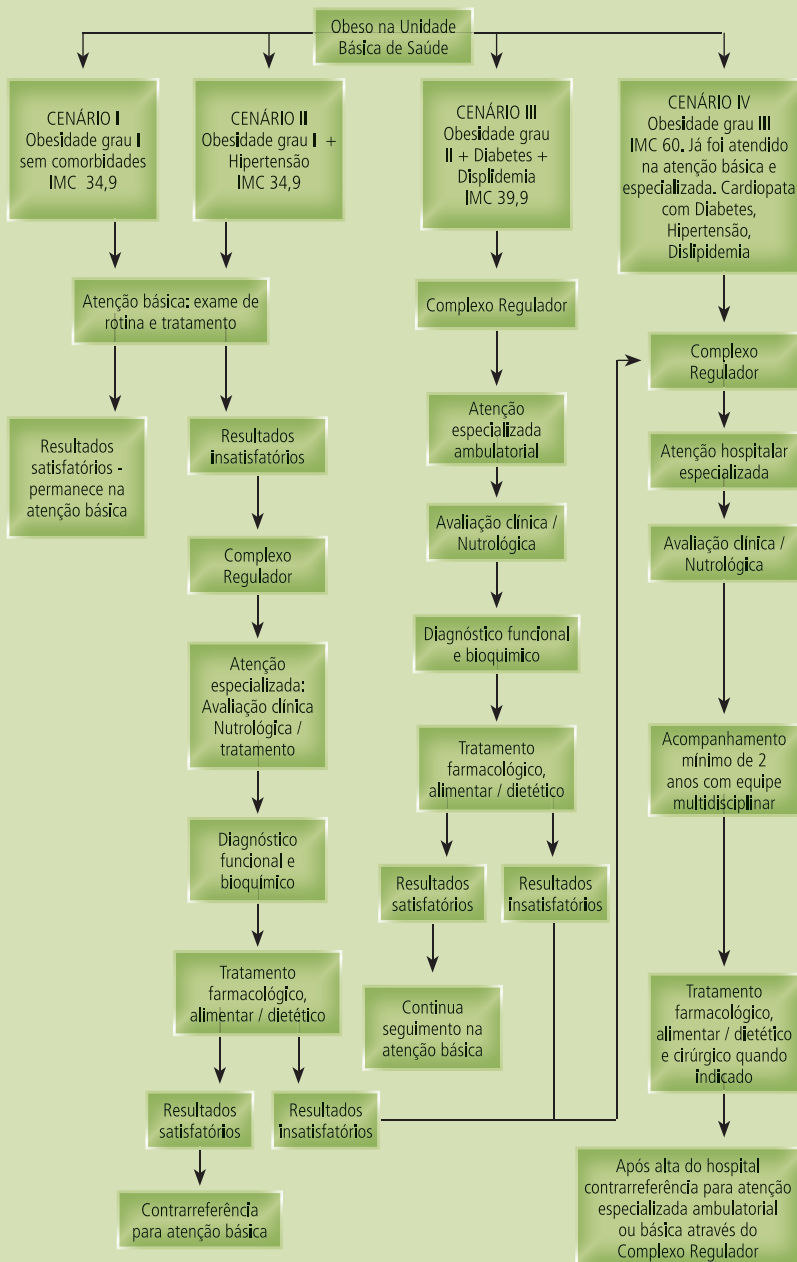 Obeso na Unidade
Básica de Saúde
CENÁRIO I
Obesidade grau I
sem comorbidades
IMC 34,9
CENÁRIO II
Obesidade grau I +
Hipertensão
IMC 34,9
CENÁRIO III
Obesidade grau
II + Diabetes +
Displidemia
IMC 39,9
CENÁRIO IV
Obesidade grau III
IMC 60. Já foi atendido
na atenção básica e
especializada. Cardiopata
com Diabetes,
Hipertensão,
Dislipidemia
Atenção básica: exame de
rotina e tratamento
Resultados
satisfatórios -
permanece na
atenção básica
Resultados
insatisfatórios
Complexo
Regulador
Atenção
especializada:
Avaliação clínica
Nutrológica /
tratamento
Diagnóstico
funcional e
bioquímico
Tratamento
farmacológico,
alimentar / dietético
Resultados
satisfatórios
Resultados
insatisfatórios
Contrarreferência
para atenção básica
Complexo Regulador
Atenção
especializada
ambulatorial
Avaliação clínica /
Nutrológica
Diagnóstico funcional
e bioquimico
Tratamento
farmacológico,
alimentar / dietético
Resultados
satisfatórios
Resultados
insatisfatórios
Continua
seguimento na
atenção básica
Complexo
Regulador
Atenção hospitalar
especializada
Avaliação clínica /
Nutrológica
Acompanhamento
mínimo de 2
anos com equipe
multidisciplinar
Tratamento
farmacológico,
alimentar / dietético
e cirúrgico quando
indicado
Após alta do hospital
contrarreferência para atenção
especializada ambulatorial
ou básica através do
Complexo Regulador